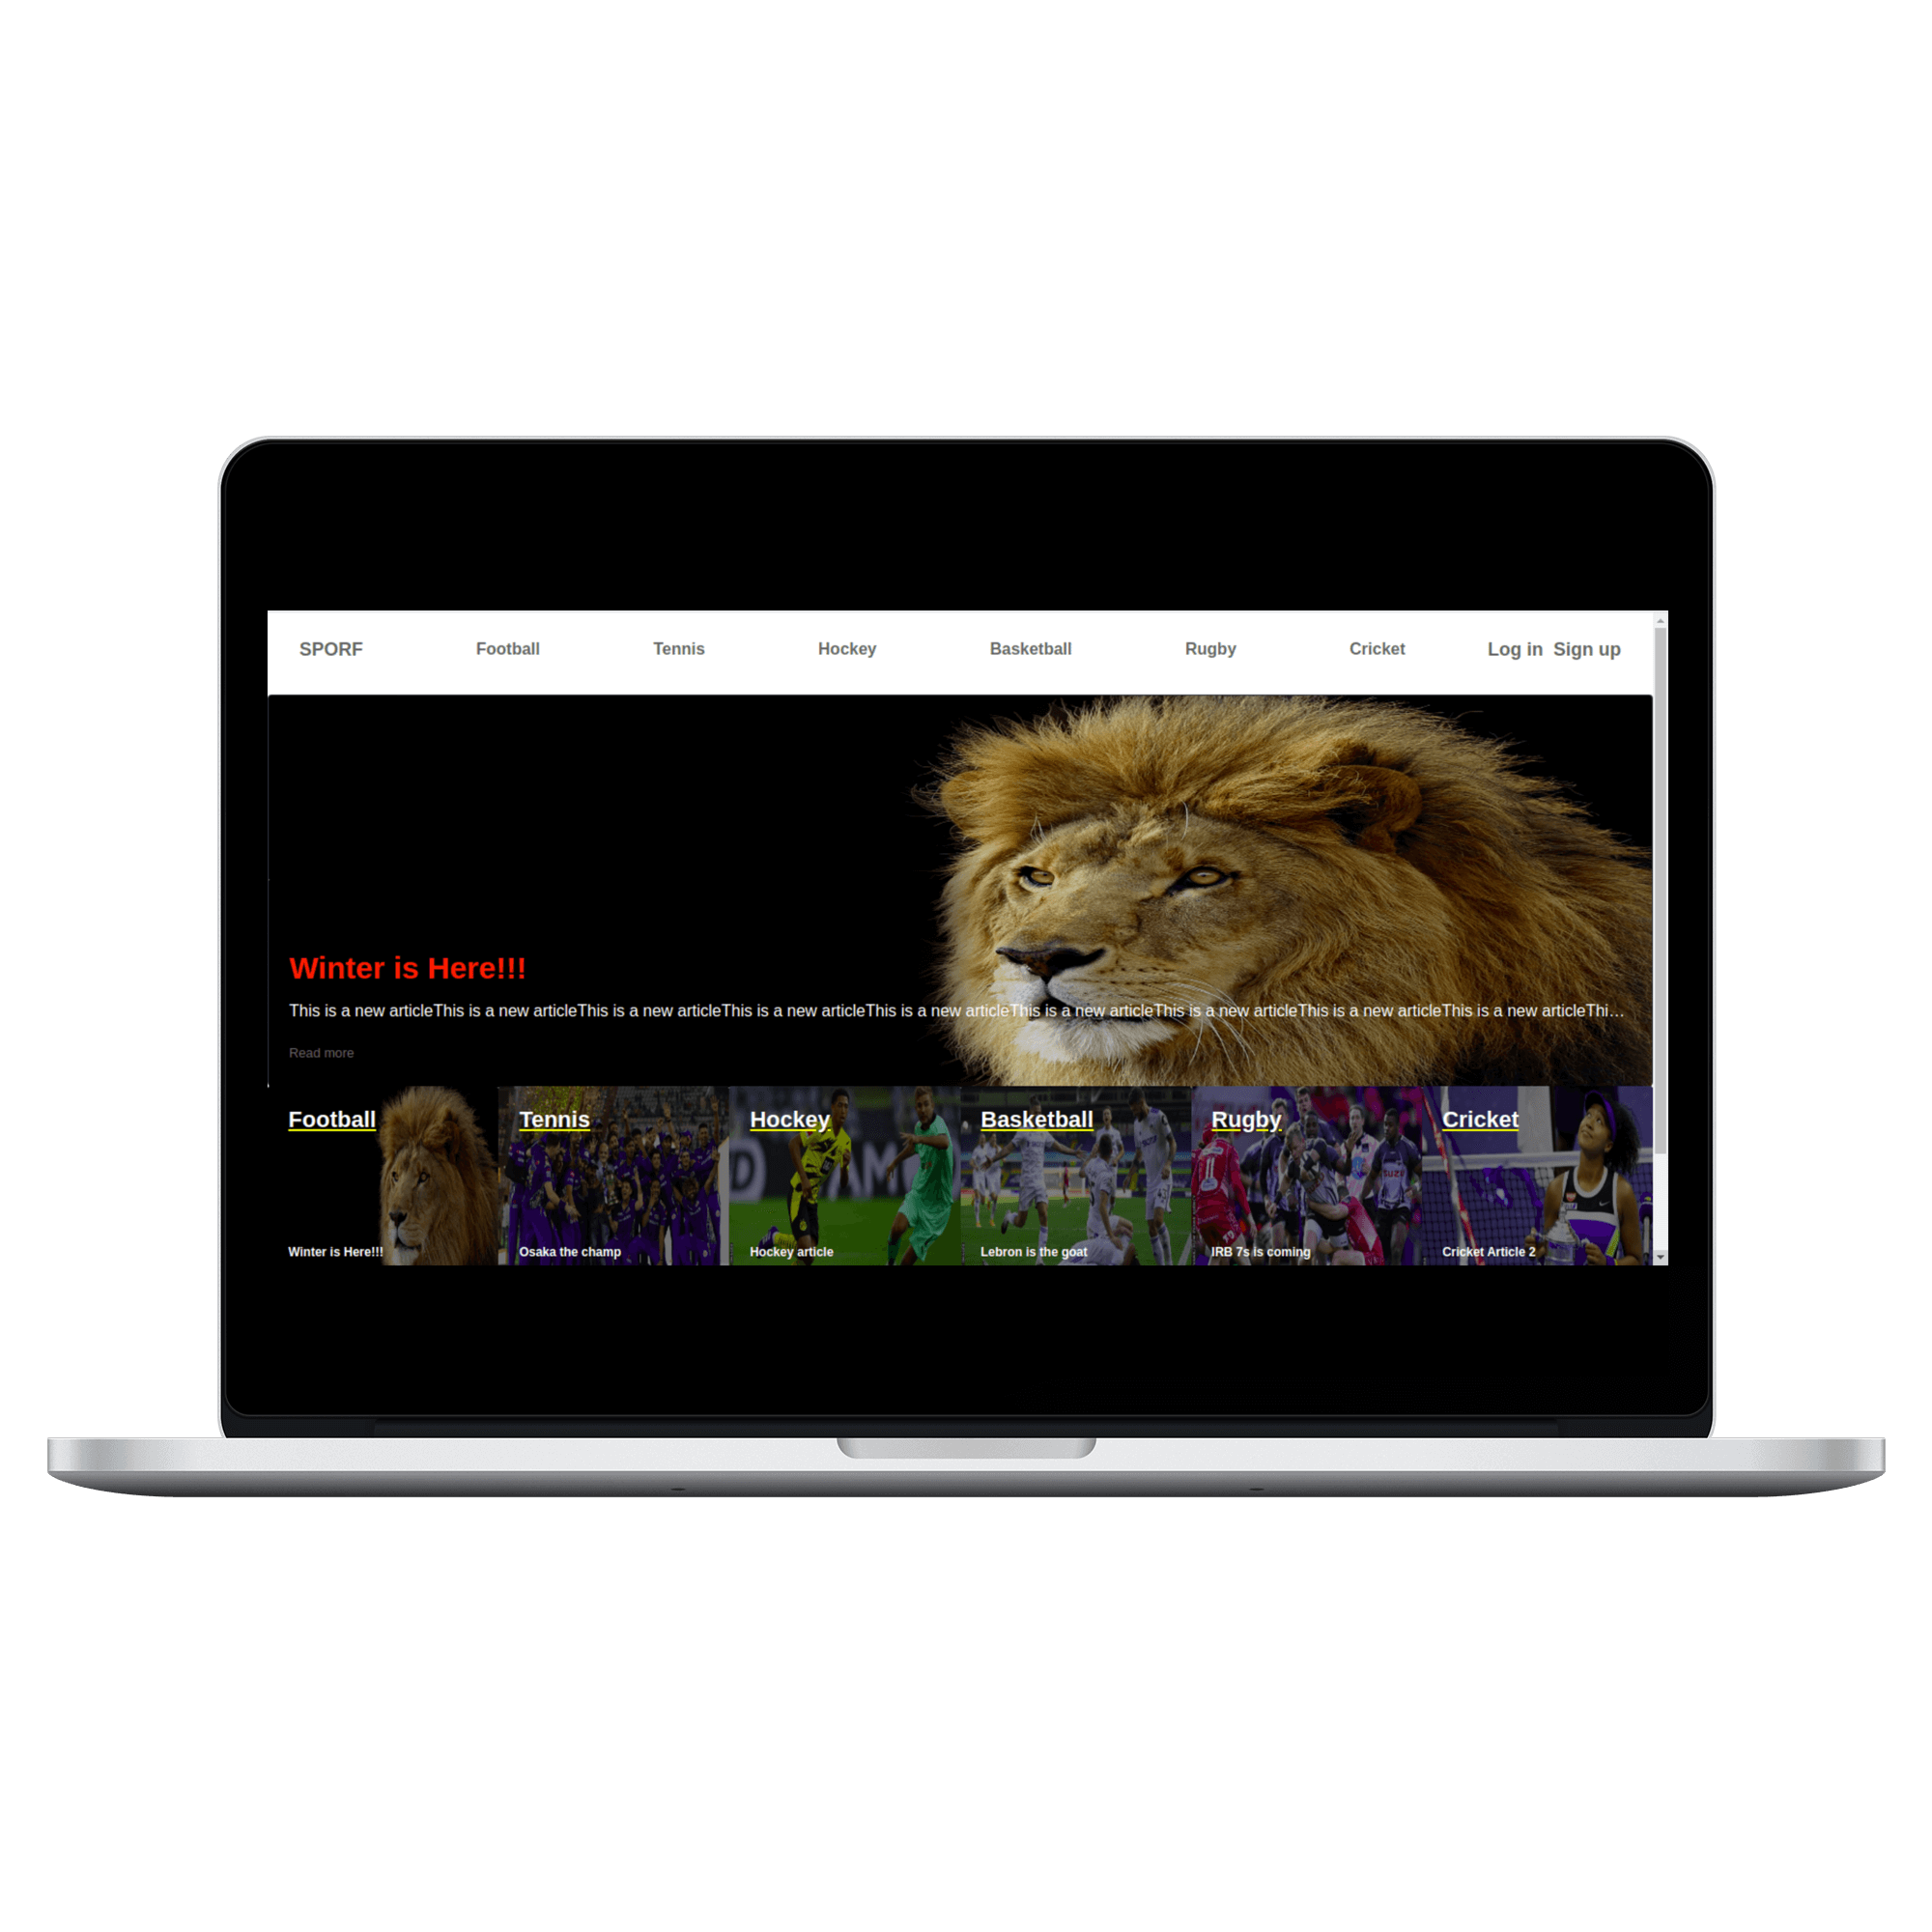 SPORF Football Tennis Hockey Basketball Rugby Cricket Log in Sign up
Winter is Here!!!
This is a new articleThis is a new articleThis is a new articleThis is a new articleThis is a new articleThis is a new articleThis is a new articleThis is a new articleThis is a new articleThi...
Read more
Football Tennis Hockey Basketball Rugby Cricket
D AM
11
SUZU
Winter is Here!!! Osaka the champ Hockey article Lebron is the goat IRB 7s is coming Cricket Article 2